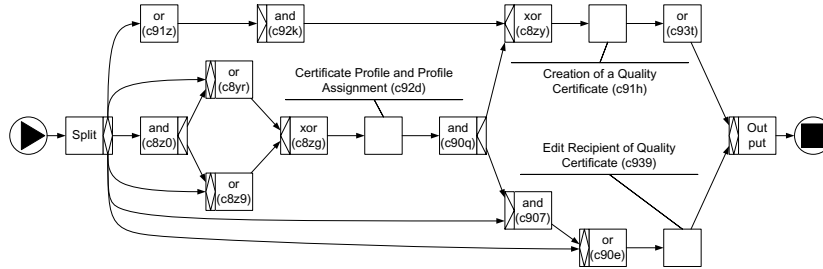 or
(c91z)
and
(c92k)
xor
(c8zy)
or
(c93t)
or
(c8yr)
Certificate Profile and Profile
Assignment (c92d)
Creation of a Quality
Certificate (c91h)
Split
and
(c8z0)
xor
(c8zg)
and
(c90q)
Edit Recipient of Quality
Certificate (c939)
Out
put
or
(c8z9)
and
(c907)
or
(c90e)